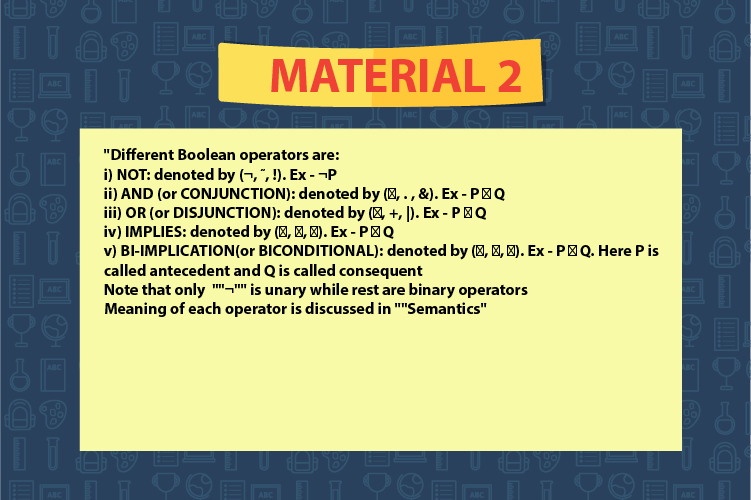 MATERIAL 2
"Different Boolean operators are:
i) NOT: denoted by (¬, ˜, !). Ex - ¬P
ii) AND (or CONJUNCTION): denoted by (, . , &). Ex - P  Q
iii) OR (or DISJUNCTION): denoted by (, +, |). Ex - P  Q
iv) IMPLIES: denoted by (, , ). Ex - P  Q
v) BI-IMPLICATION(or BICONDITIONAL): denoted by (, , ). Ex - P  Q. Here P is
called antecedent and Q is called consequent
Note that only ""¬"" is unary while rest are binary operators
Meaning of each operator is discussed in ""Semantics"